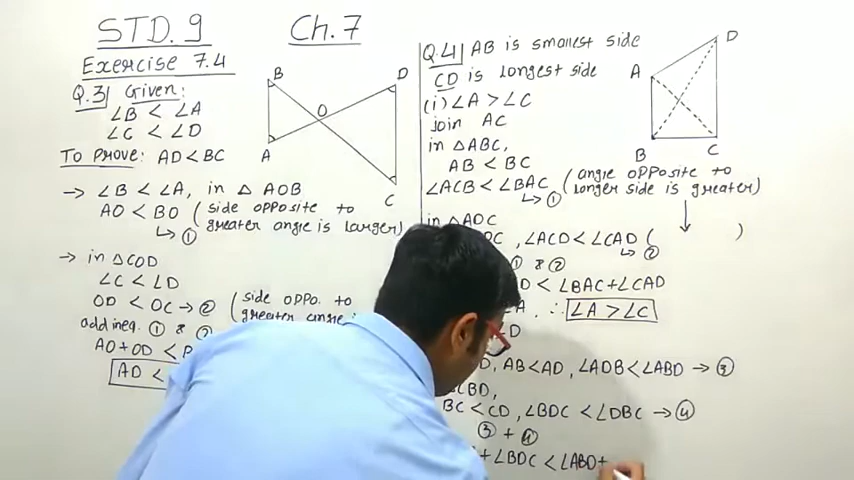 STD. 9
Exercise 7.4
Q.3| Given:
∠B < ∠A
∠C < ∠D
To Prove: AD < BC
→ ∠B < ∠A, in △ AOB
AO < BO (side opposite to
greater angle is larger)
↳ ①
→ in △COD
∠C < ∠D
OD < OC → ② (side oppo. to
greater angle
add ineq. ① & ②
AO+OD <
AD <
B
D
O
A
C
Ch.7
Q.4| AB is smallest side
CD is longest side
(i) ∠A > ∠C
join AC
in △ABC,
AB < BC
∠ACB < ∠BAC (angle opposite to
longer side is greater)
↳ ①
in △ADC
, ∠ACD < ∠CAD ( )
↳ ②
① & ②
< ∠BAC + ∠CAD
∴ ∠A > ∠C
AB < AD, ∠ADB < ∠ABD → ③
BC < CD, ∠BDC < ∠DBC → ④
③ + ④
+ ∠BDC < ∠ABD +
D
A
B
C